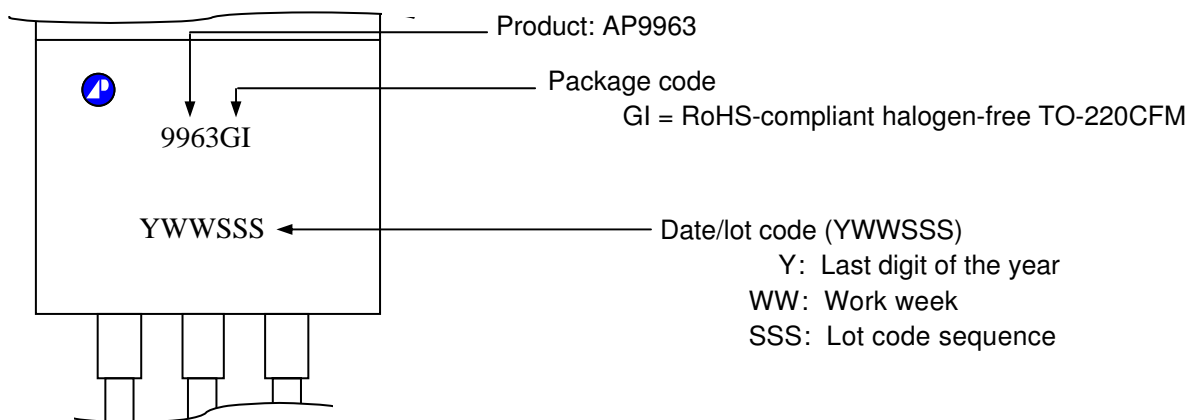 Product: AP9963
Package code
GI = RoHS-compliant halogen-free TO-220CFM
AP
9963GI
YWWSSS
Date/lot code (YWWSSS)
Y: Last digit of the year
WW: Work week
SSS: Lot code sequence